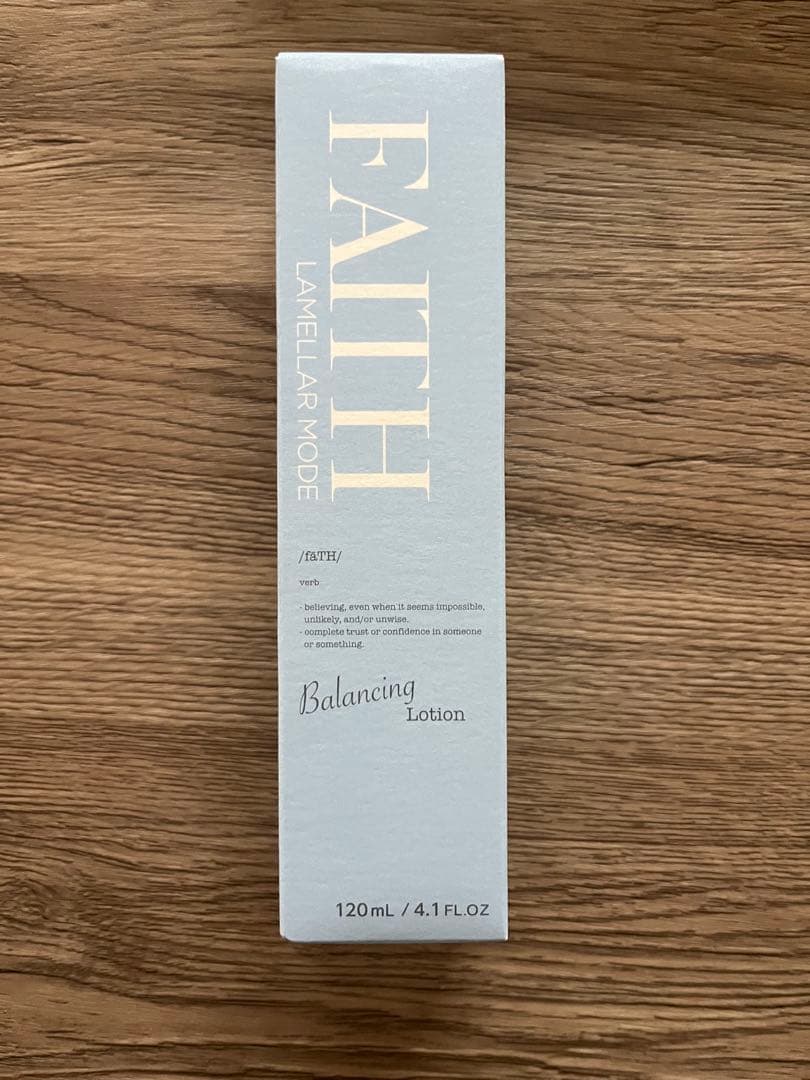 FAITH
LAMELLAR MODE
/fāTH/
verb
- believing, even when it seems impossible,
unlikely, and/or unwise.
- complete trust or confidence in someone
or something.
Balancing
Lotion
120mL / 4.1 FL.OZ